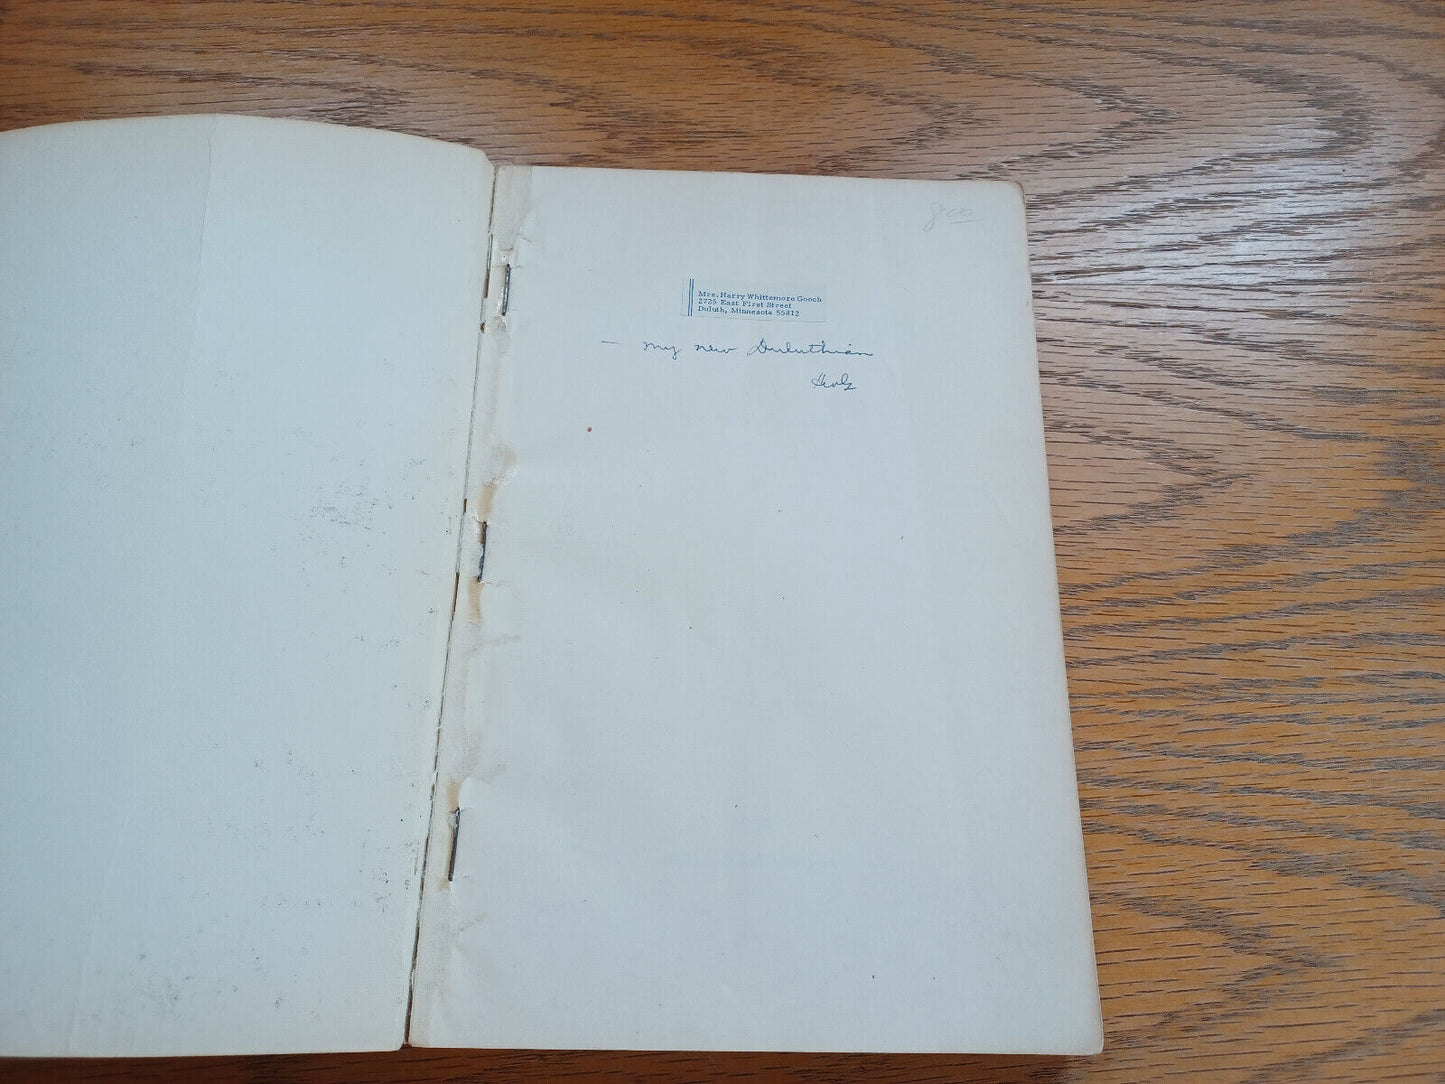 Mrs. Harry Whittemore Gooch
2725 East First Street
Duluth, Minnesota 55812
— My new Duluthian